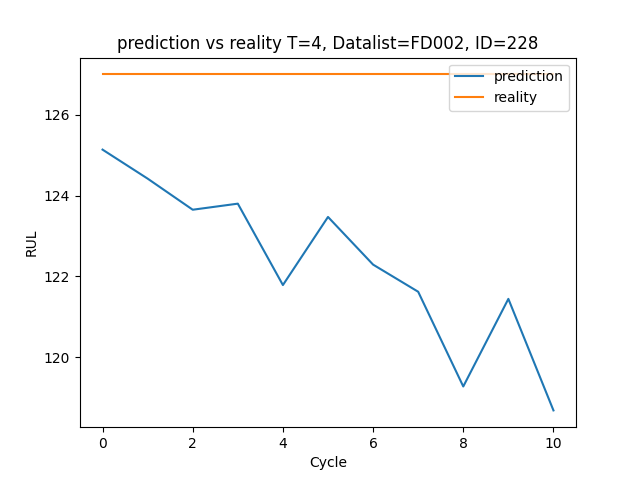 prediction vs reality T=4, Datalist=FD002, ID=228
prediction
reality
126
124
122
120
RUL
0 2 4 6 8 10
Cycle